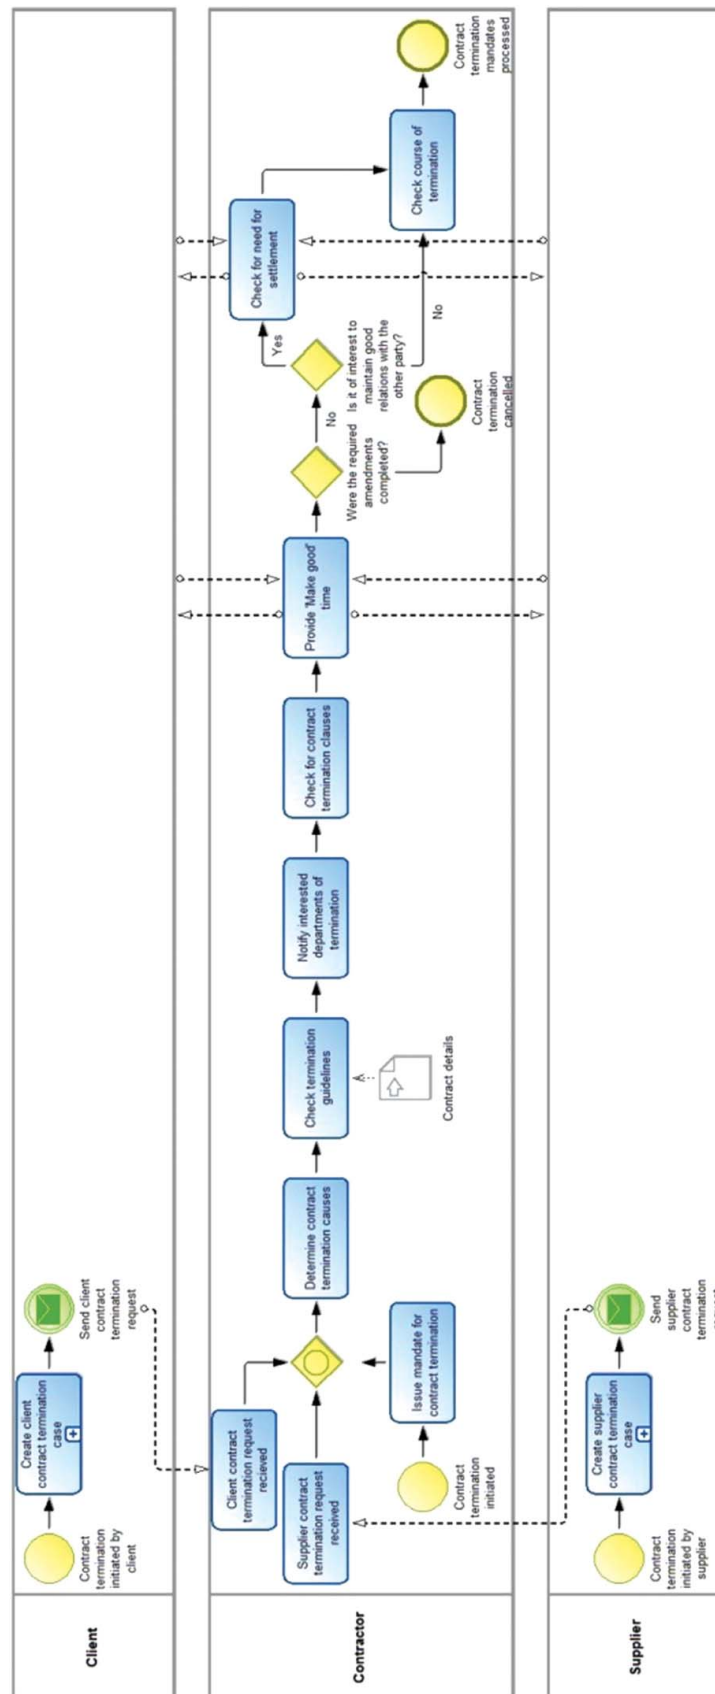 Client
Contract
termination
initiated by
client
Create client
contract termination
case
Send client
contract
termination
request
Contractor
Client contract
termination request
recieved
Supplier contract
termination request
received
Contract
termination
initiated
Issue mandate for
contract termination
Determine contract
termination causes
Check termination
guidelines
Contract details
Notify interested
departments of
termination
Check for contract
termination clauses
Provide 'Make good'
time
Were the required
amendments
completed?
No
Contract
termination
cancelled
Is it of interest to
maintain good
relations with the
other party?
Yes
No
Check for need for
settlement
Check course of
termination
Contract
termination
mandates
processed
Supplier
Contract
termination
initiated by
supplier
Create supplier
contract termination
case
Send
supplier
contract
termination